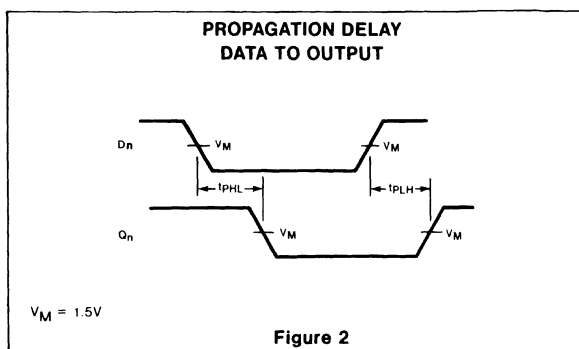 PROPAGATION DELAY
DATA TO OUTPUT
Dn
VM
VM
tPHL
tPLH
Qn
VM
VM
VM = 1.5V
Figure 2